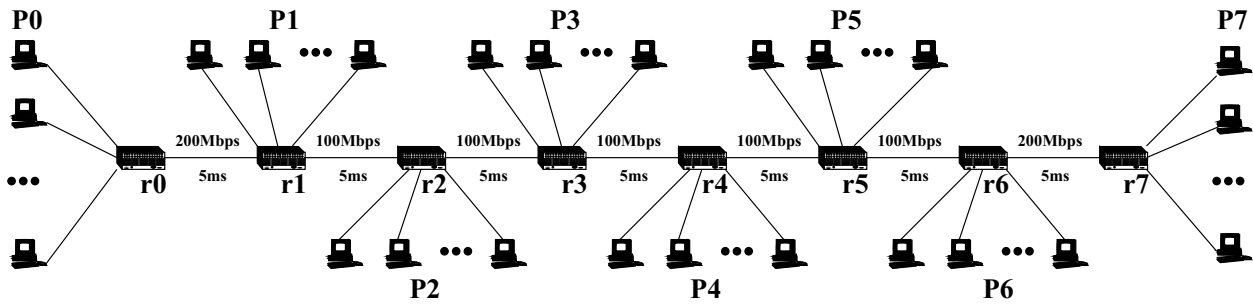 P0
P1
P3
P5
P7
200Mbps 100Mbps 100Mbps 100Mbps 100Mbps 100Mbps 200Mbps
r0 5ms r1 5ms r2 5ms r3 5ms r4 5ms r5 5ms r6 5ms r7
P2
P4
P6